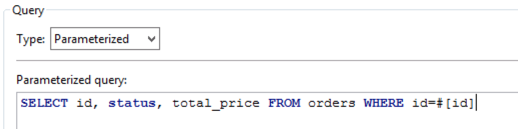 Query
Type: Parameterized
Parameterized query:
SELECT id, status, total_price FROM orders WHERE id=#[id]